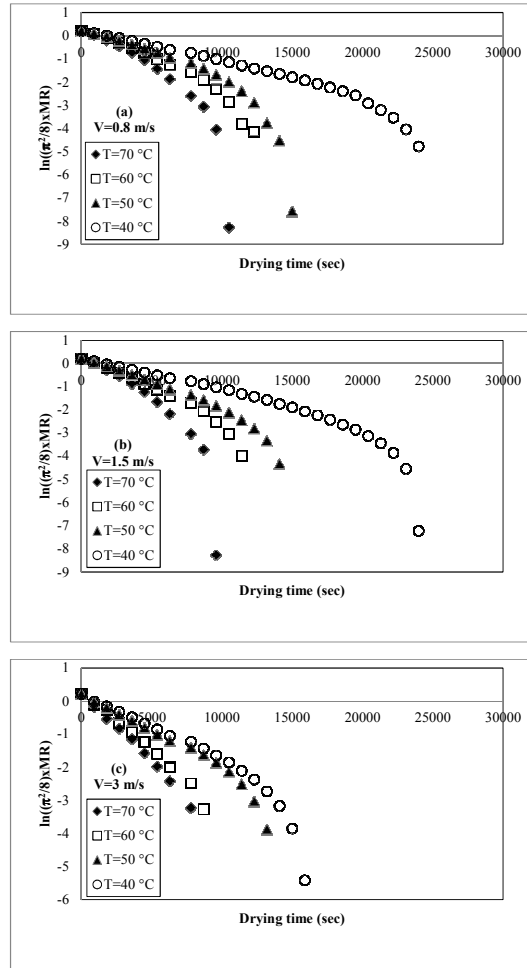 1
0
0 5000 10000 15000 20000 25000 30000
-1
-2
-3
-4
-5
-6
-7
-8
-9
ln((π²/8)xMR)
(a)
V=0.8 m/s
T=70 °C
T=60 °C
T=50 °C
T=40 °C
Drying time (sec)
1
0
0 5000 10000 15000 20000 25000 30000
-1
-2
-3
-4
-5
-6
-7
-8
-9
ln((π²/8)xMR)
(b)
V=1.5 m/s
T=70 °C
T=60 °C
T=50 °C
T=40 °C
Drying time (sec)
1
0
0 5000 10000 15000 20000 25000 30000
-1
-2
-3
-4
-5
-6
ln((π²/8)xMR)
(c)
V=3 m/s
T=70 °C
T=60 °C
T=50 °C
T=40 °C
Drying time (sec)